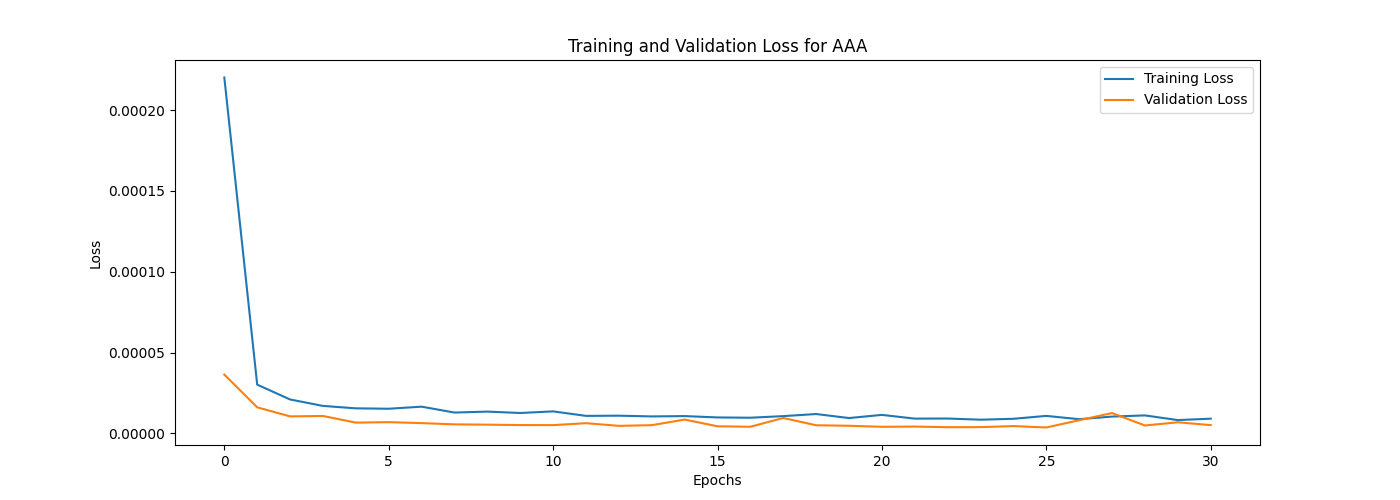 Training and Validation Loss for AAA
Training Loss
Validation Loss
0.00020
0.00015
0.00010
0.00005
0.00000
Loss
0 5 10 15 20 25 30
Epochs